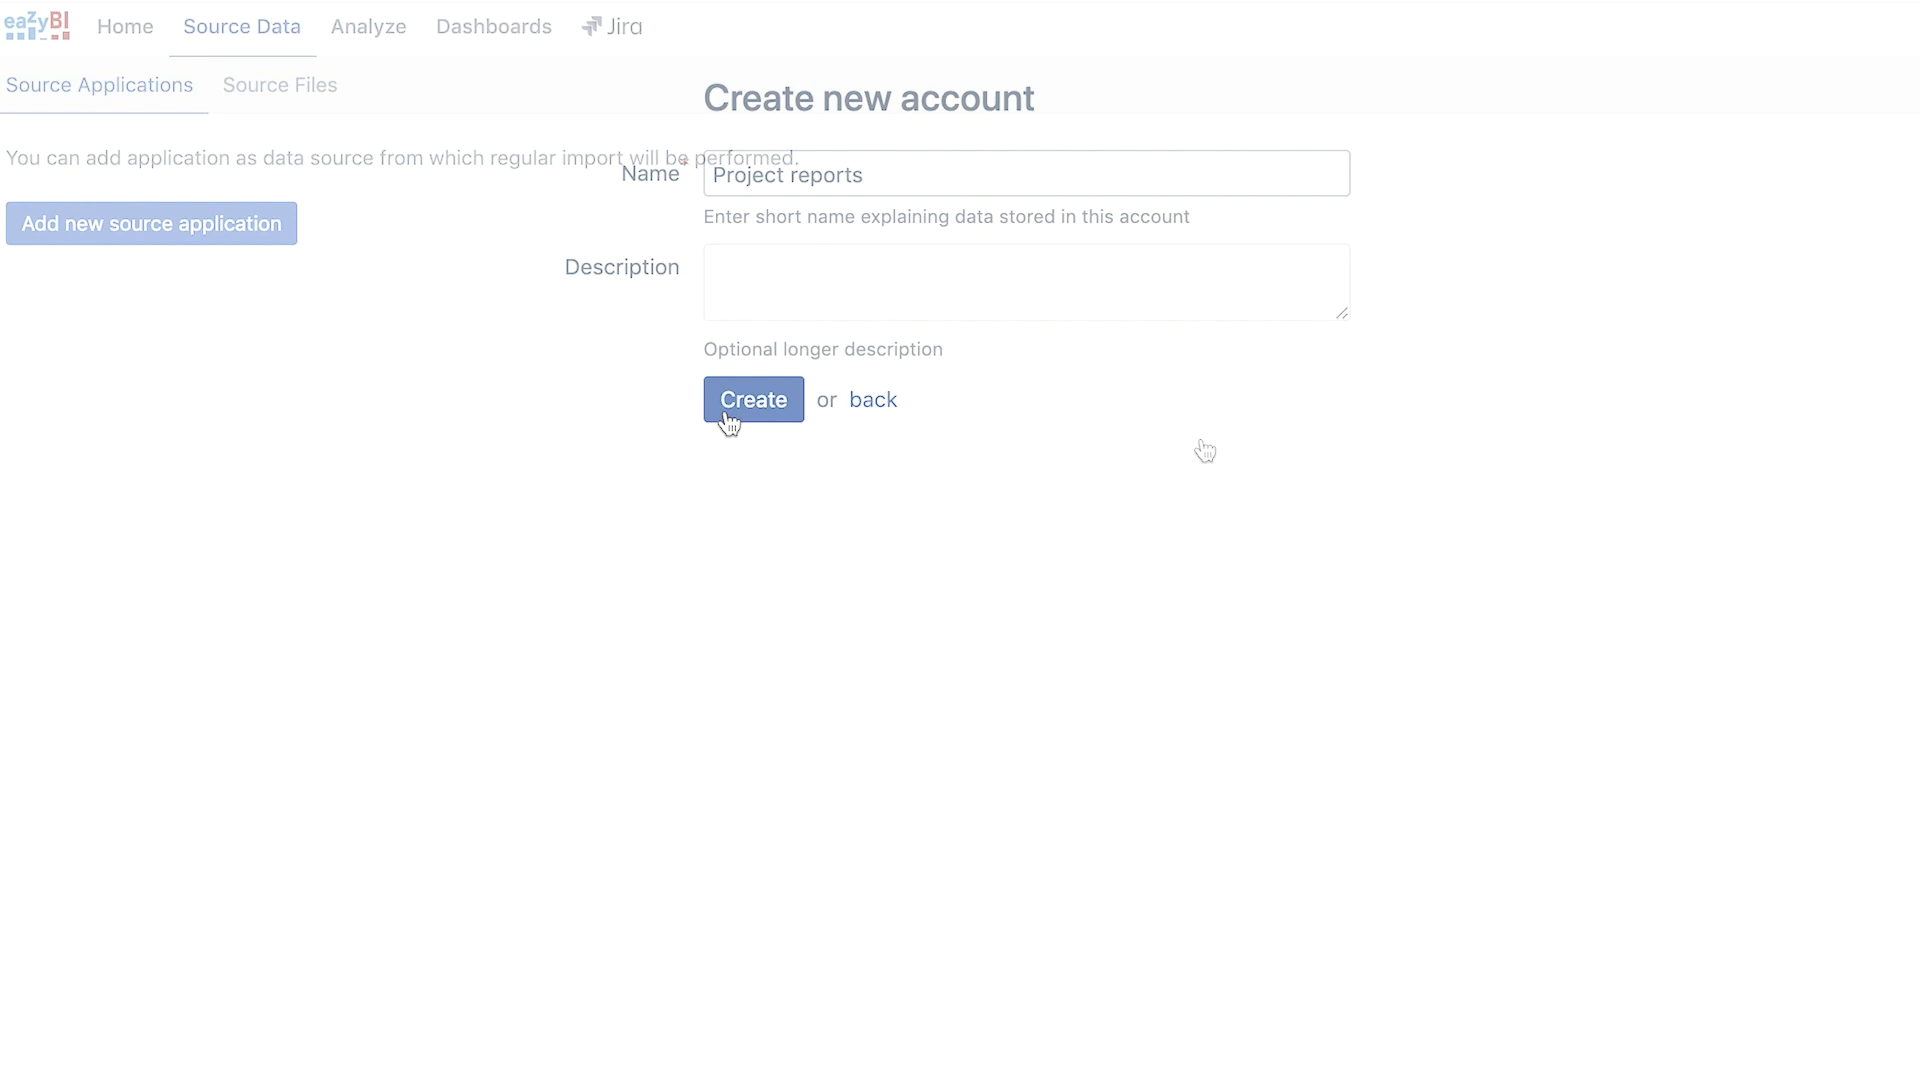 eazyBI Home Source Data Analyze Dashboards Jira
Source Applications Source Files
Create new account
You can add application as data source from which regular import will be performed.
Name * Project reports
Enter short name explaining data stored in this account
Add new source application
Description
Optional longer description
Create or back